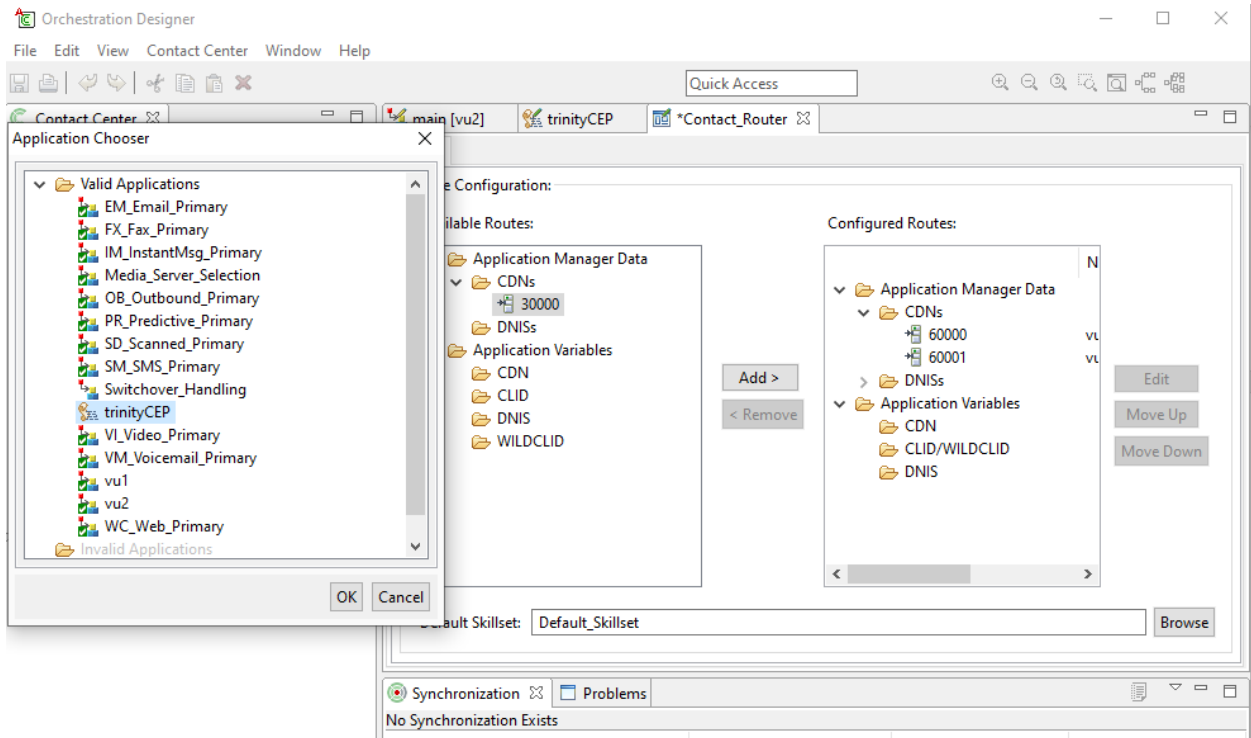 Orchestration Designer
File Edit View Contact Center Window Help
Quick Access
Contact Center
main [vu2]
trinityCEP
*Contact_Router
Application Chooser
Valid Applications
EM_Email_Primary
FX_Fax_Primary
IM_InstantMsg_Primary
Media_Server_Selection
OB_Outbound_Primary
PR_Predictive_Primary
SD_Scanned_Primary
SM_SMS_Primary
Switchover_Handling
trinityCEP
VI_Video_Primary
VM_Voicemail_Primary
vu1
vu2
WC_Web_Primary
Invalid Applications
OK Cancel
Configuration:
Routes:
Application Manager Data
CDNs
30000
DNISs
Application Variables
CDN
CLID
DNIS
WILDCLID
Add >
< Remove
Configured Routes:
N
Application Manager Data
CDNs
60000 vu
60001 vu
DNISs
Application Variables
CDN
CLID/WILDCLID
DNIS
Edit
Move Up
Move Down
Default Skillset: Default_Skillset Browse
Synchronization Problems
No Synchronization Exists